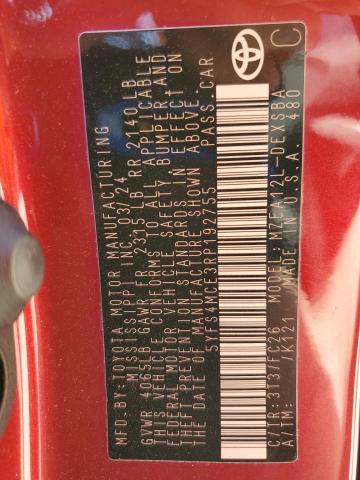 MFD.BY:TOYOTA MOTOR MANUFACTURING
MISSISSIPPI INC. 03/24
GVWR 4065LB GAWR FR 2315LB RR 2140LB
THIS VEHICLE CONFORMS TO ALL APPLICABLE
FEDERAL MOTOR VEHICLE SAFETY BUMPER AND
THEFT PREVENTION STANDARDS IN EFFECT ON
THE DATE OF MANUFACTURE SHOWN ABOVE.
5YFS4MCE3RP192755 PASS. CAR
C/TR:3T3/FC26 MODEL: MZEA12L-DEXSBA
A/TM: /K121 MADE IN U.S.A. 480
TOYOTA
C